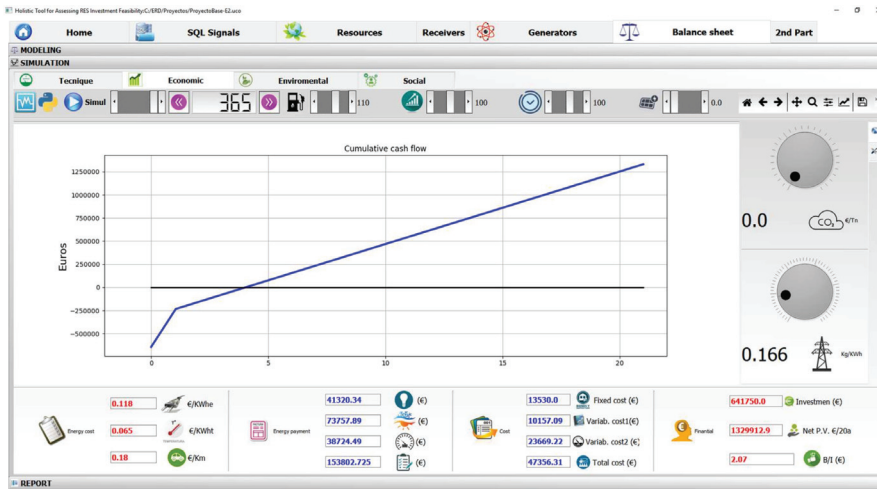 Holistic Tool for Assessing RES Investment Feasibility:C:/ERD/Proyectos/ProyectoBase-E2.uco
Home SQL Signals Resources Receivers Generators Balance sheet 2nd Part
MODELING
SIMULATION
Tecnique Economic Enviromental Social
Simul 365 110 100 100 0.0
Cumulative cash flow
Euros
1250000
1000000
750000
500000
250000
0
−250000
−500000
0 5 10 15 20
0.0 CO₂ €/Tn
0.166 Kg/KWh
Energy cost
0.118 €/KWhe
0.065 €/KWht
0.18 €/Km
Energy payment
41320.34 (€)
73757.89 (€)
38724.49 (€)
153802.725 (€)
Cost
13530.0 Fixed cost (€)
10157.09 Variab. cost1(€)
23669.22 Variab. cost2 (€)
47356.31 Total cost (€)
Finantial
641750.0 Investmen (€)
1329912.9 Net P.V. €/20a
2.07 B/I (€)
REPORT